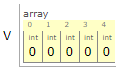 array
0 1 2 3 4
V int int int int int
0 0 0 0 0